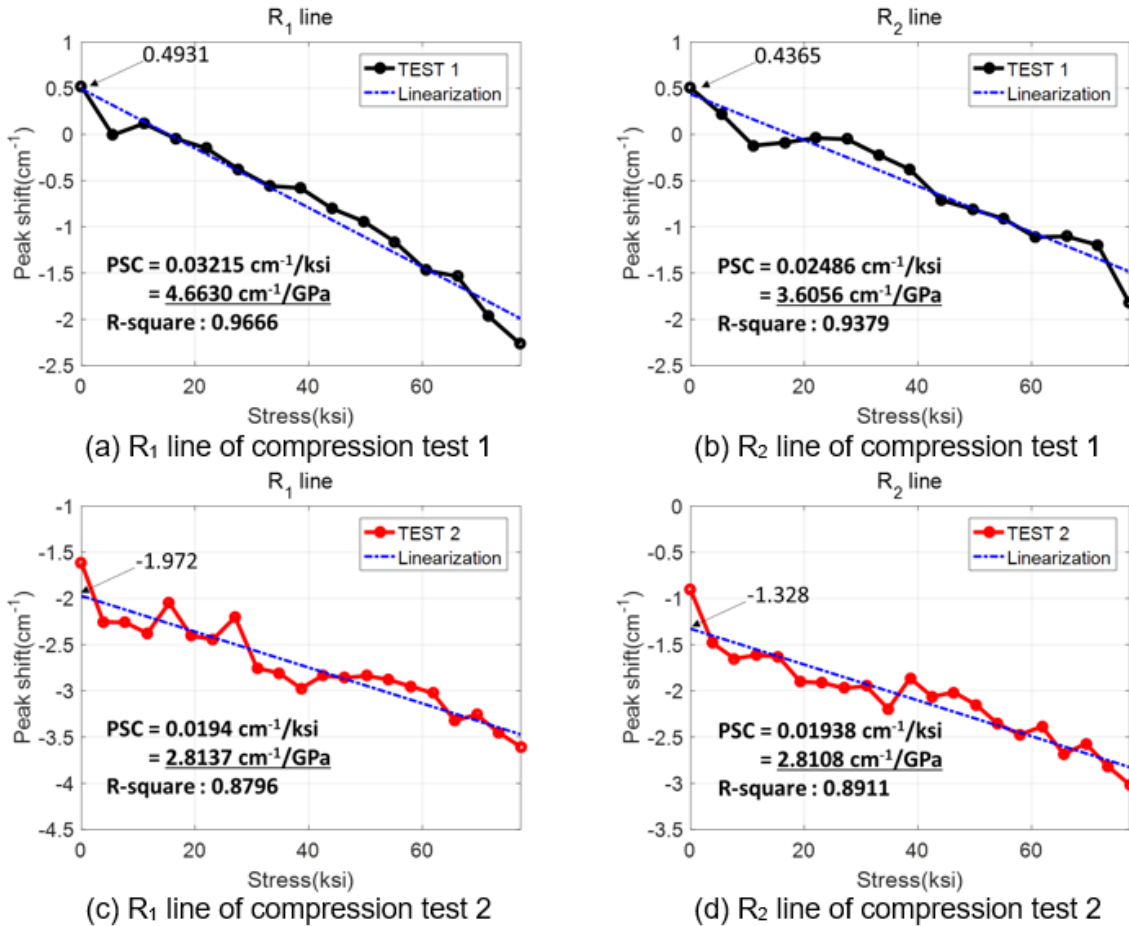 R₁ line
1
0.5
0
-0.5
-1
-1.5
-2
-2.5
Peak shift(cm⁻¹)
0.4931
TEST 1
Linearization
PSC = 0.03215 cm⁻¹/ksi
= 4.6630 cm⁻¹/GPa
R-square : 0.9666
0 20 40 60
Stress(ksi)
(a) R₁ line of compression test 1
R₂ line
1
0.5
0
-0.5
-1
-1.5
-2
-2.5
Peak shift(cm⁻¹)
0.4365
TEST 1
Linearization
PSC = 0.02486 cm⁻¹/ksi
= 3.6056 cm⁻¹/GPa
R-square : 0.9379
0 20 40 60
Stress(ksi)
(b) R₂ line of compression test 1
R₁ line
-1
-1.5
-2
-2.5
-3
-3.5
-4
-4.5
Peak shift(cm⁻¹)
-1.972
TEST 2
Linearization
PSC = 0.0194 cm⁻¹/ksi
= 2.8137 cm⁻¹/GPa
R-square : 0.8796
0 20 40 60
Stress(ksi)
(c) R₁ line of compression test 2
R₂ line
0
-0.5
-1
-1.5
-2
-2.5
-3
-3.5
Peak shift(cm⁻¹)
-1.328
TEST 2
Linearization
PSC = 0.01938 cm⁻¹/ksi
= 2.8108 cm⁻¹/GPa
R-square : 0.8911
0 20 40 60
Stress(ksi)
(d) R₂ line of compression test 2